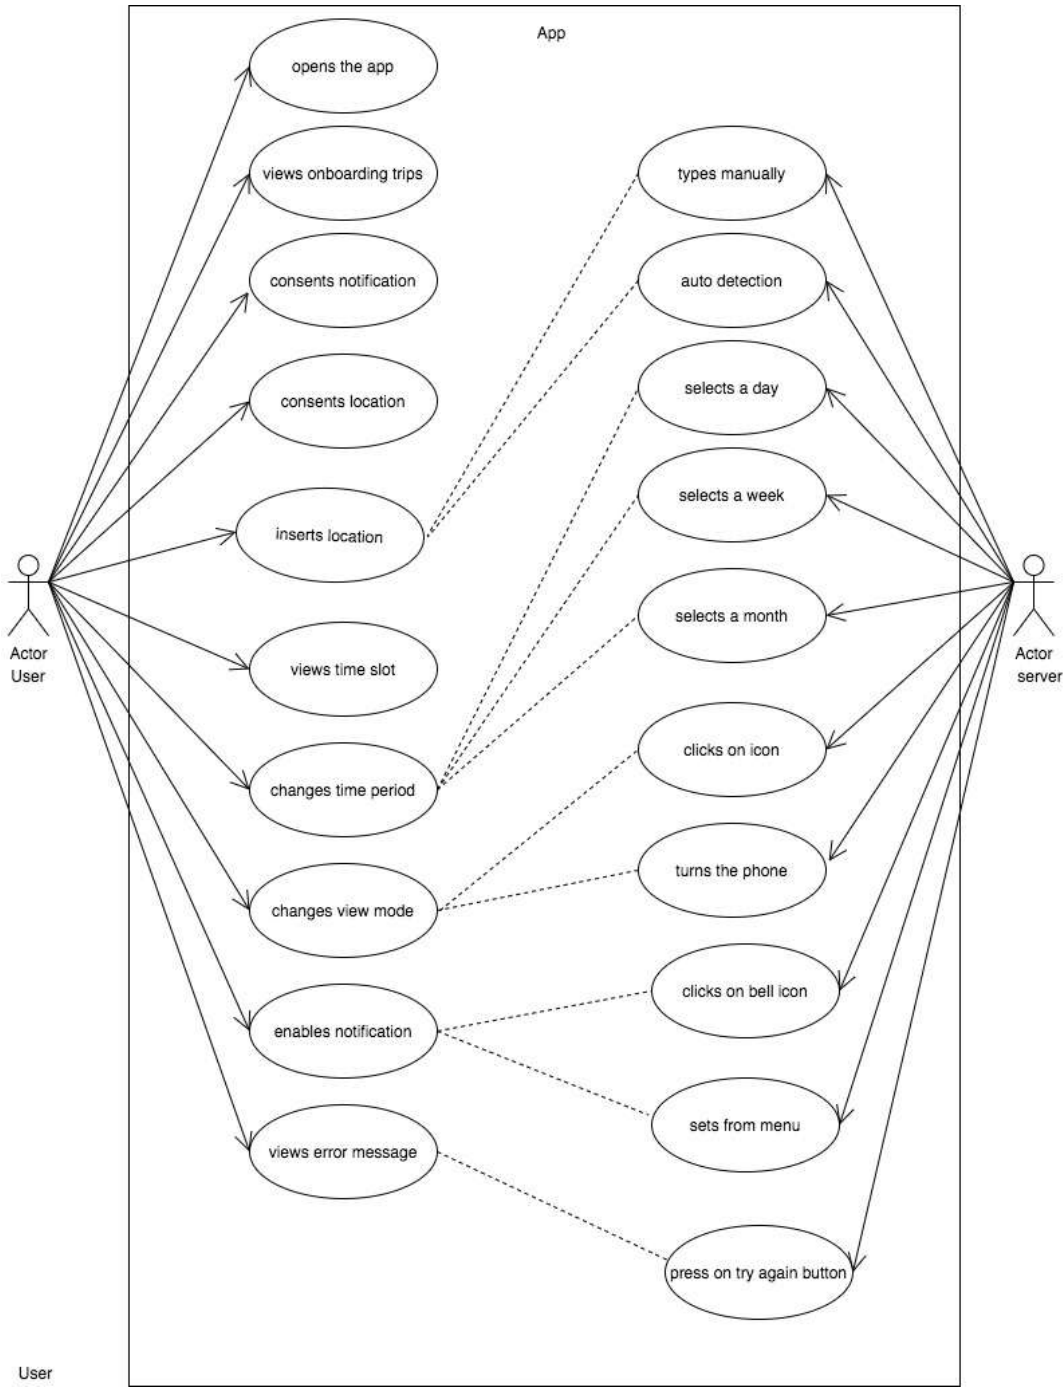 App
opens the app
views onboarding trips
types manually
consents notification
auto detection
consents location
selects a day
inserts location
selects a week
Actor
User
views time slot
selects a month
Actor
server
changes time period
clicks on icon
changes view mode
turns the phone
enables notification
clicks on bell icon
views error message
sets from menu
press on try again button
User